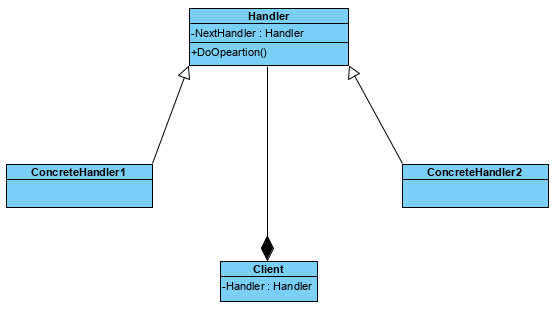 Handler
-NextHandler : Handler
+DoOpeartion()
ConcreteHandler1
ConcreteHandler2
Client
-Handler : Handler